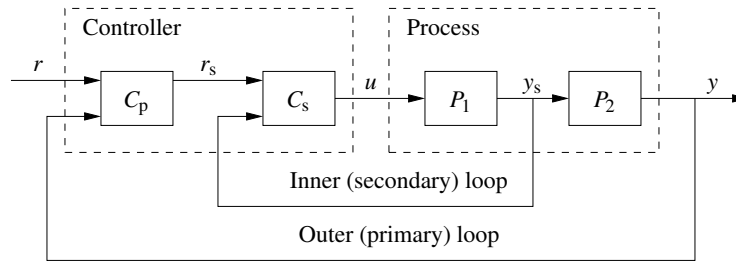 Controller
Process
r
r_s
u
y_s
y
C_p
C_s
P_1
P_2
Inner (secondary) loop
Outer (primary) loop